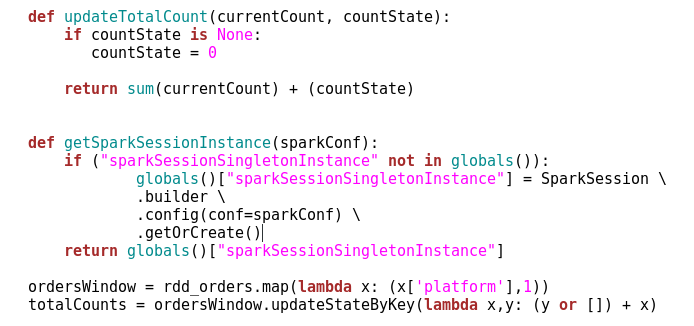 def updateTotalCount(currentCount, countState):
    if countState is None:
       countState = 0

    return sum(currentCount) + (countState)


def getSparkSessionInstance(sparkConf):
    if ("sparkSessionSingletonInstance" not in globals()):
            globals()["sparkSessionSingletonInstance"] = SparkSession \
            .builder \
            .config(conf=sparkConf) \
            .getOrCreate()
    return globals()["sparkSessionSingletonInstance"]

ordersWindow = rdd_orders.map(lambda x: (x['platform'],1))
totalCounts = ordersWindow.updateStateByKey(lambda x,y: (y or []) + x)